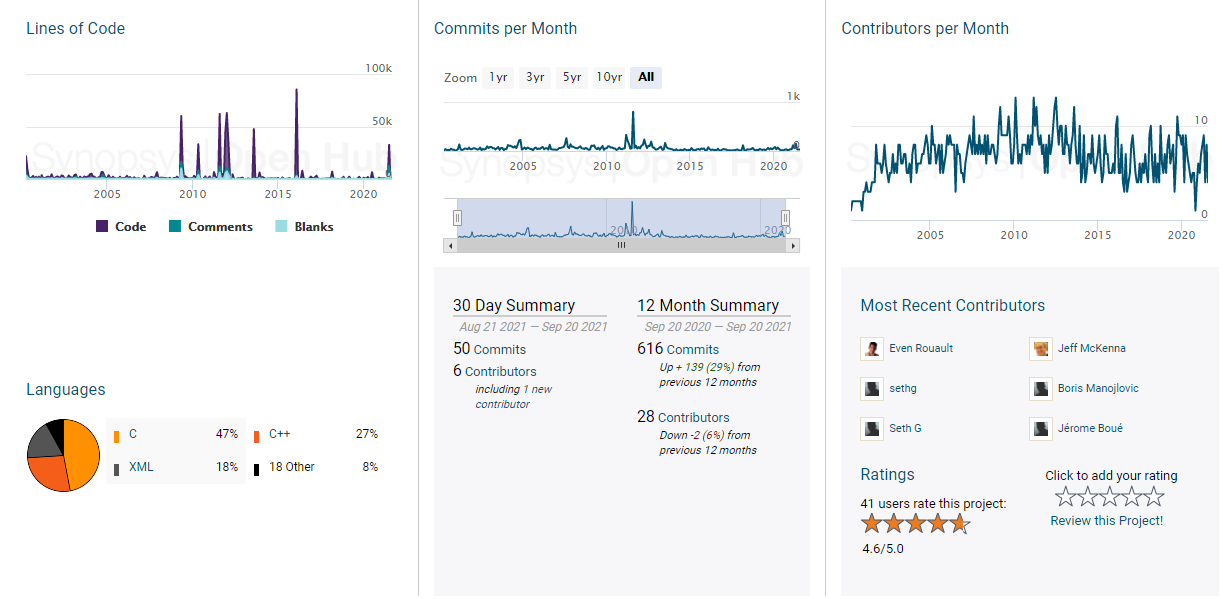 Lines of Code
100k
50k
Synopsys Open Hub
2005 2010 2015 2020
Code Comments Blanks
Languages
C 47%
C++ 27%
XML 18%
18 Other 8%
Commits per Month
Zoom 1yr 3yr 5yr 10yr All
1k
0
2005 2010 2015 2020
2010 2020
30 Day Summary
Aug 21 2021 — Sep 20 2021
50 Commits
6 Contributors
including 1 new
contributor
12 Month Summary
Sep 20 2020 — Sep 20 2021
616 Commits
Up + 139 (29%) from
previous 12 months
28 Contributors
Down -2 (6%) from
previous 12 months
Contributors per Month
10
0
2005 2010 2015 2020
Most Recent Contributors
Even Rouault
Jeff McKenna
sethg
Boris Manojlovic
Seth G
Jérome Boué
Ratings
41 users rate this project:
4.6/5.0
Click to add your rating
Review this Project!